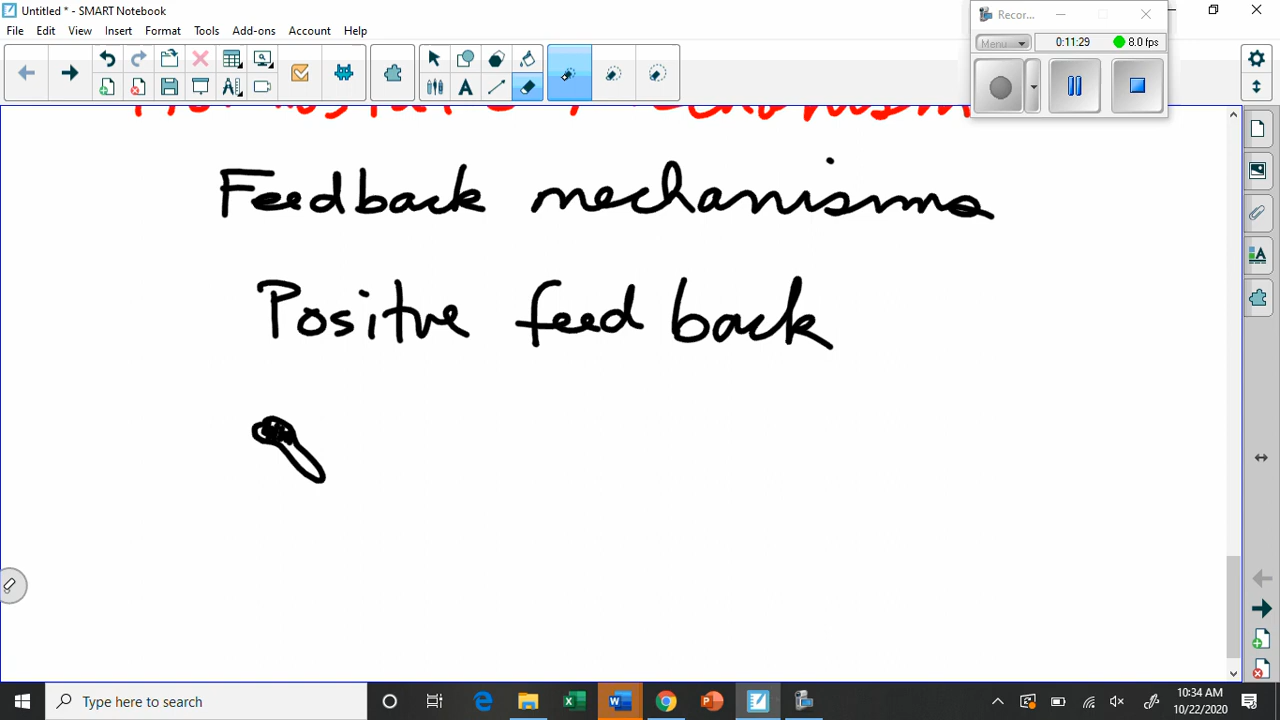 Untitled * - SMART Notebook
Recor...
File Edit View Insert Format Tools Add-ons Account Help
Menu 0:11:29 8.0 fps
Feedback mechanisms
Positve feed back
Type here to search
10:34 AM
10/22/2020